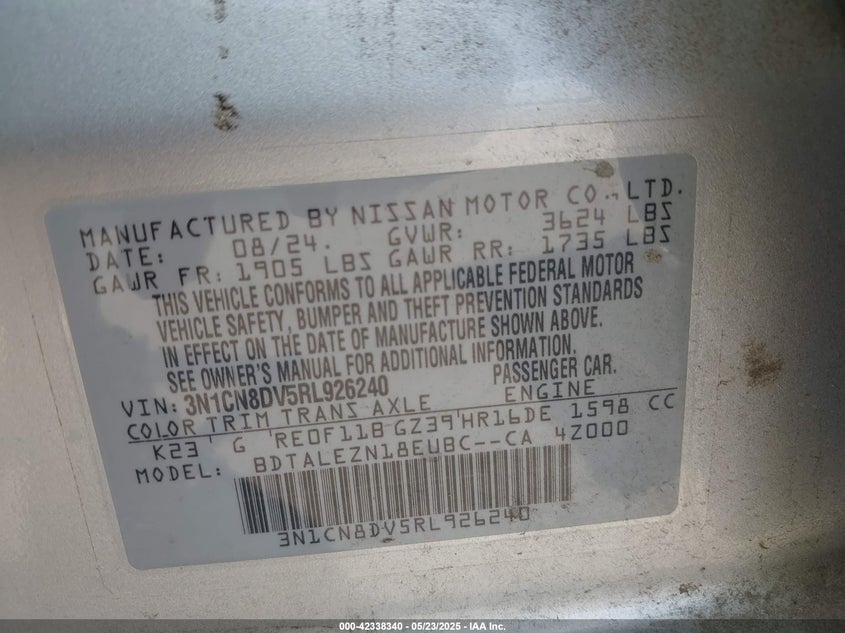 MANUFACTURED BY NISSAN MOTOR CO., LTD.
DATE: 08/24. GVWR: 3624 LBS
GAWR FR: 1905 LBS GAWR RR: 1735 LBS
THIS VEHICLE CONFORMS TO ALL APPLICABLE FEDERAL MOTOR
VEHICLE SAFETY, BUMPER AND THEFT PREVENTION STANDARDS
IN EFFECT ON THE DATE OF MANUFACTURE SHOWN ABOVE.
SEE OWNER'S MANUAL FOR ADDITIONAL INFORMATION.
VIN: 3N1CN8DV5RL926240 PASSENGER CAR.
COLOR TRIM TRANS AXLE ENGINE
K23 G RE0F11B GZ39 HR16DE 1598 CC
MODEL: BDTALEZN18EUBC--CA 4Z000
3N1CN8DV5RL926240
000-42338340 - 05/23/2025 - IAA Inc.